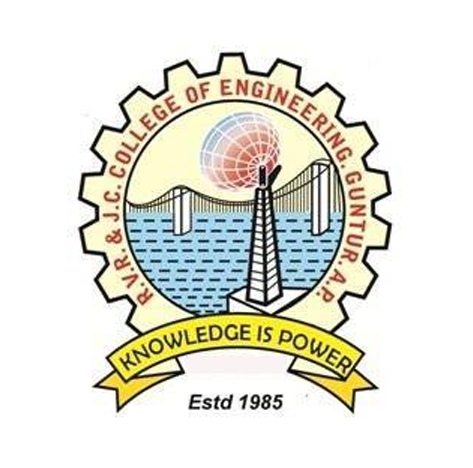 R.V.R. & J.C. COLLEGE OF ENGINEERING. GUNTUR. A.P.
KNOWLEDGE IS POWER
Estd 1985